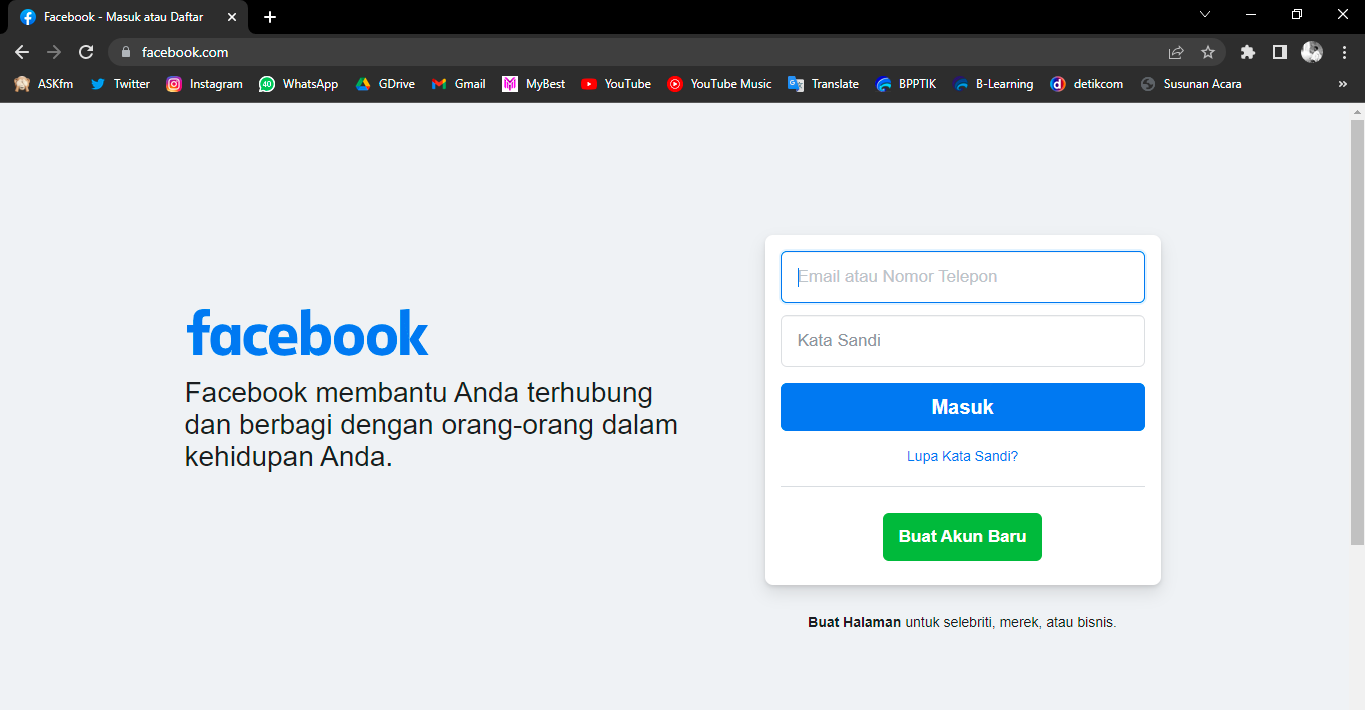 Facebook - Masuk atau Daftar
facebook.com
ASKfm Twitter Instagram 40 WhatsApp GDrive Gmail MyBest YouTube YouTube Music Translate BPPTIK B-Learning detikcom Susunan Acara »
facebook
Facebook membantu Anda terhubung
dan berbagi dengan orang-orang dalam
kehidupan Anda.
Email atau Nomor Telepon
Kata Sandi
Masuk
Lupa Kata Sandi?
Buat Akun Baru
Buat Halaman untuk selebriti, merek, atau bisnis.